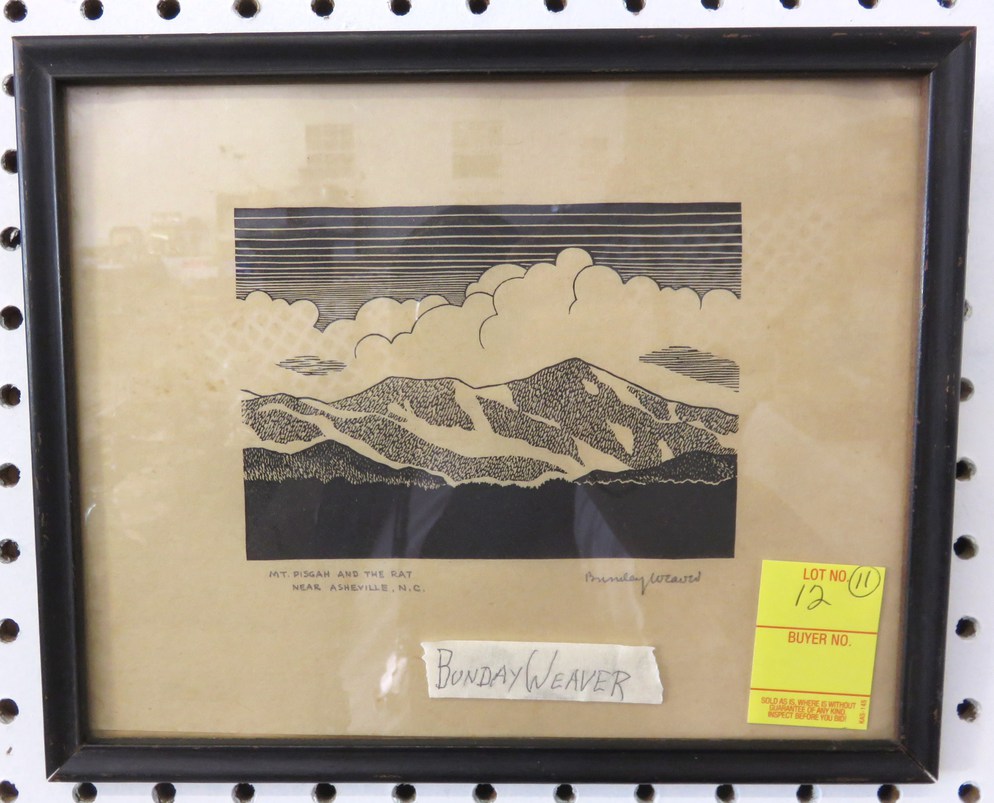 MT. PISGAH AND THE RAT
NEAR ASHEVILLE, N.C.
Bunday Weaver
BUNDAY WEAVER
LOT NO. 11
12
BUYER NO.
SOLD AS IS, WHERE IS WITHOUT
GUARANTEE OF ANY KIND.
INSPECT BEFORE YOU BID!